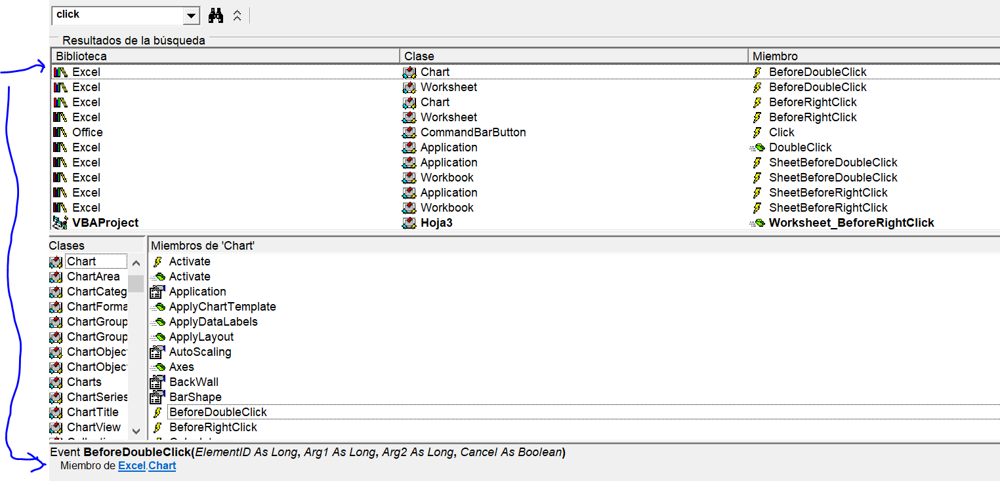 click
Resultados de la búsqueda
Biblioteca Clase Miembro
Excel Chart BeforeDoubleClick
Excel Worksheet BeforeDoubleClick
Excel Chart BeforeRightClick
Excel Worksheet BeforeRightClick
Office CommandBarButton Click
Excel Application DoubleClick
Excel Application SheetBeforeDoubleClick
Excel Workbook SheetBeforeDoubleClick
Excel Application SheetBeforeRightClick
Excel Workbook SheetBeforeRightClick
VBAProject Hoja3 Worksheet_BeforeRightClick
Clases Miembros de 'Chart'
Chart Activate
ChartArea Activate
ChartCateg Application
ChartForma ApplyChartTemplate
ChartGroup ApplyDataLabels
ChartGroup ApplyLayout
ChartObjec AutoScaling
ChartObjec Axes
Charts BackWall
ChartSeries BarShape
ChartTitle BeforeDoubleClick
ChartView BeforeRightClick
Event BeforeDoubleClick(ElementID As Long, Arg1 As Long, Arg2 As Long, Cancel As Boolean)
Miembro de Excel.Chart